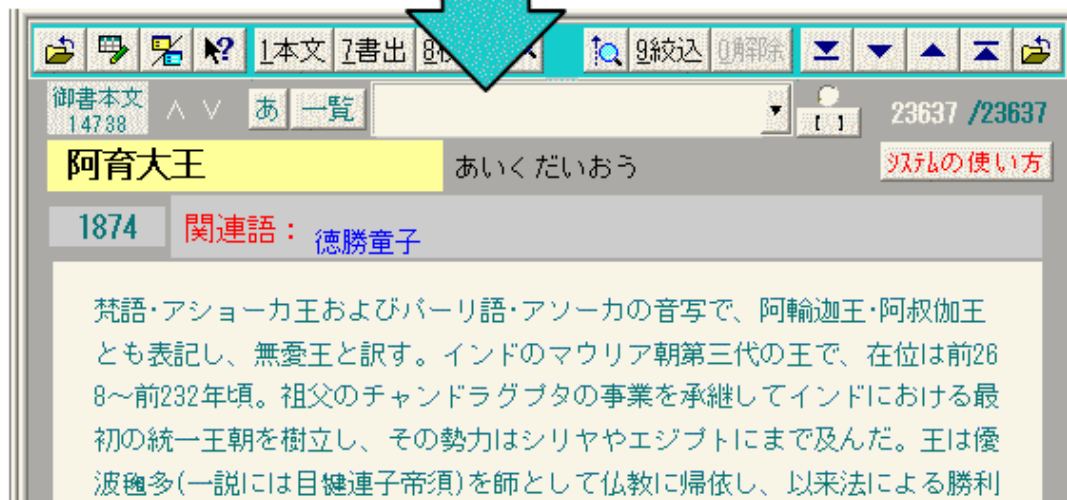 1本文 7書出 9絞込 0解除
御書本文 あ 一覧 [ ] 23637 /23637
14738
阿育大王 あいくだいおう システムの使い方
1874 関連語： 徳勝童子
梵語・アショーカ王およびパーリ語・アソーカの音写で、阿輸迦王・阿叔伽王
とも表記し、無憂王と訳す。インドのマウリア朝第三代の王で、在位は前26
8～前232年頃。祖父のチャンドラグプタの事業を承継してインドにおける最
初の統一王朝を樹立し、その勢力はシリヤやエジプトにまで及んだ。王は優
波毱多(一説には目犍連子帝須)を師として仏教に帰依し、以来法による勝利